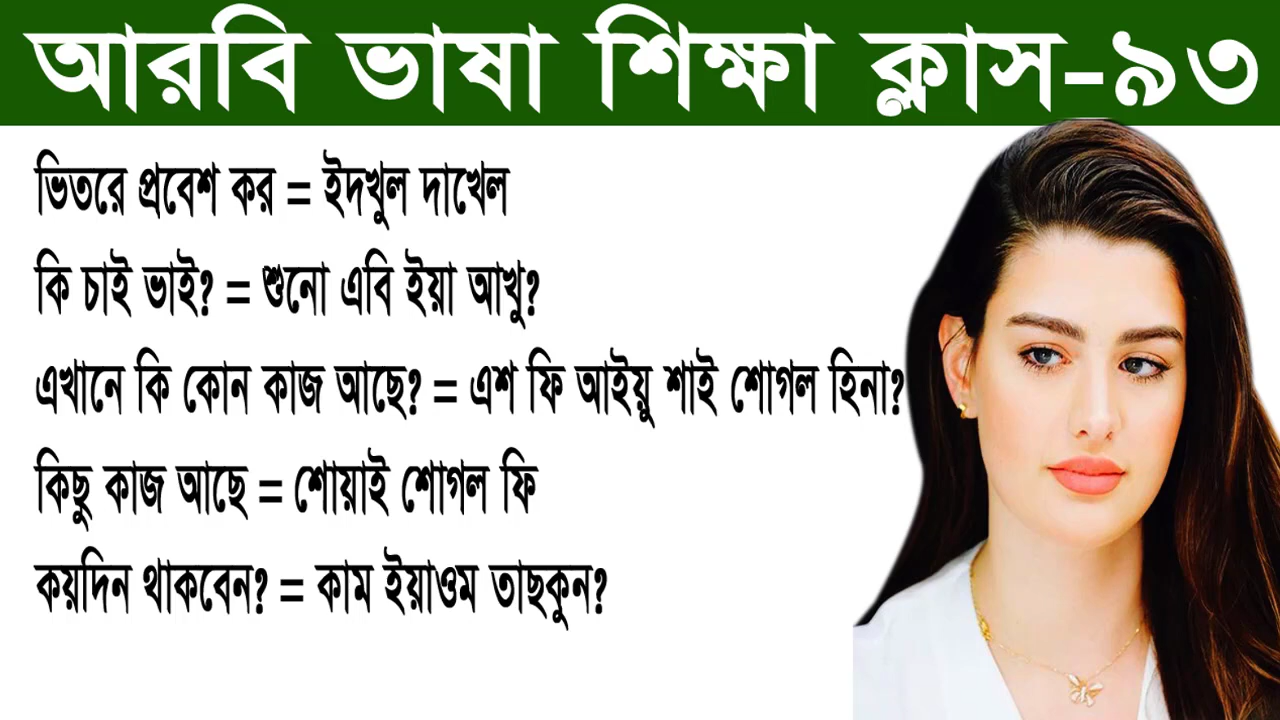 আরবি ভাষা শিক্ষা ক্লাস-৯৩
ভিতরে প্রবেশ কর = ইদখুল দাখেল
কি চাই ভাই? = শুনো এবি ইয়া আখু?
এখানে কি কোন কাজ আছে? = এশ ফি আইয়ু শাই শোগল হিনা?
কিছু কাজ আছে = শোয়াই শোগল ফি
কয়দিন থাকবেন? = কাম ইয়াওম তাছকুন?